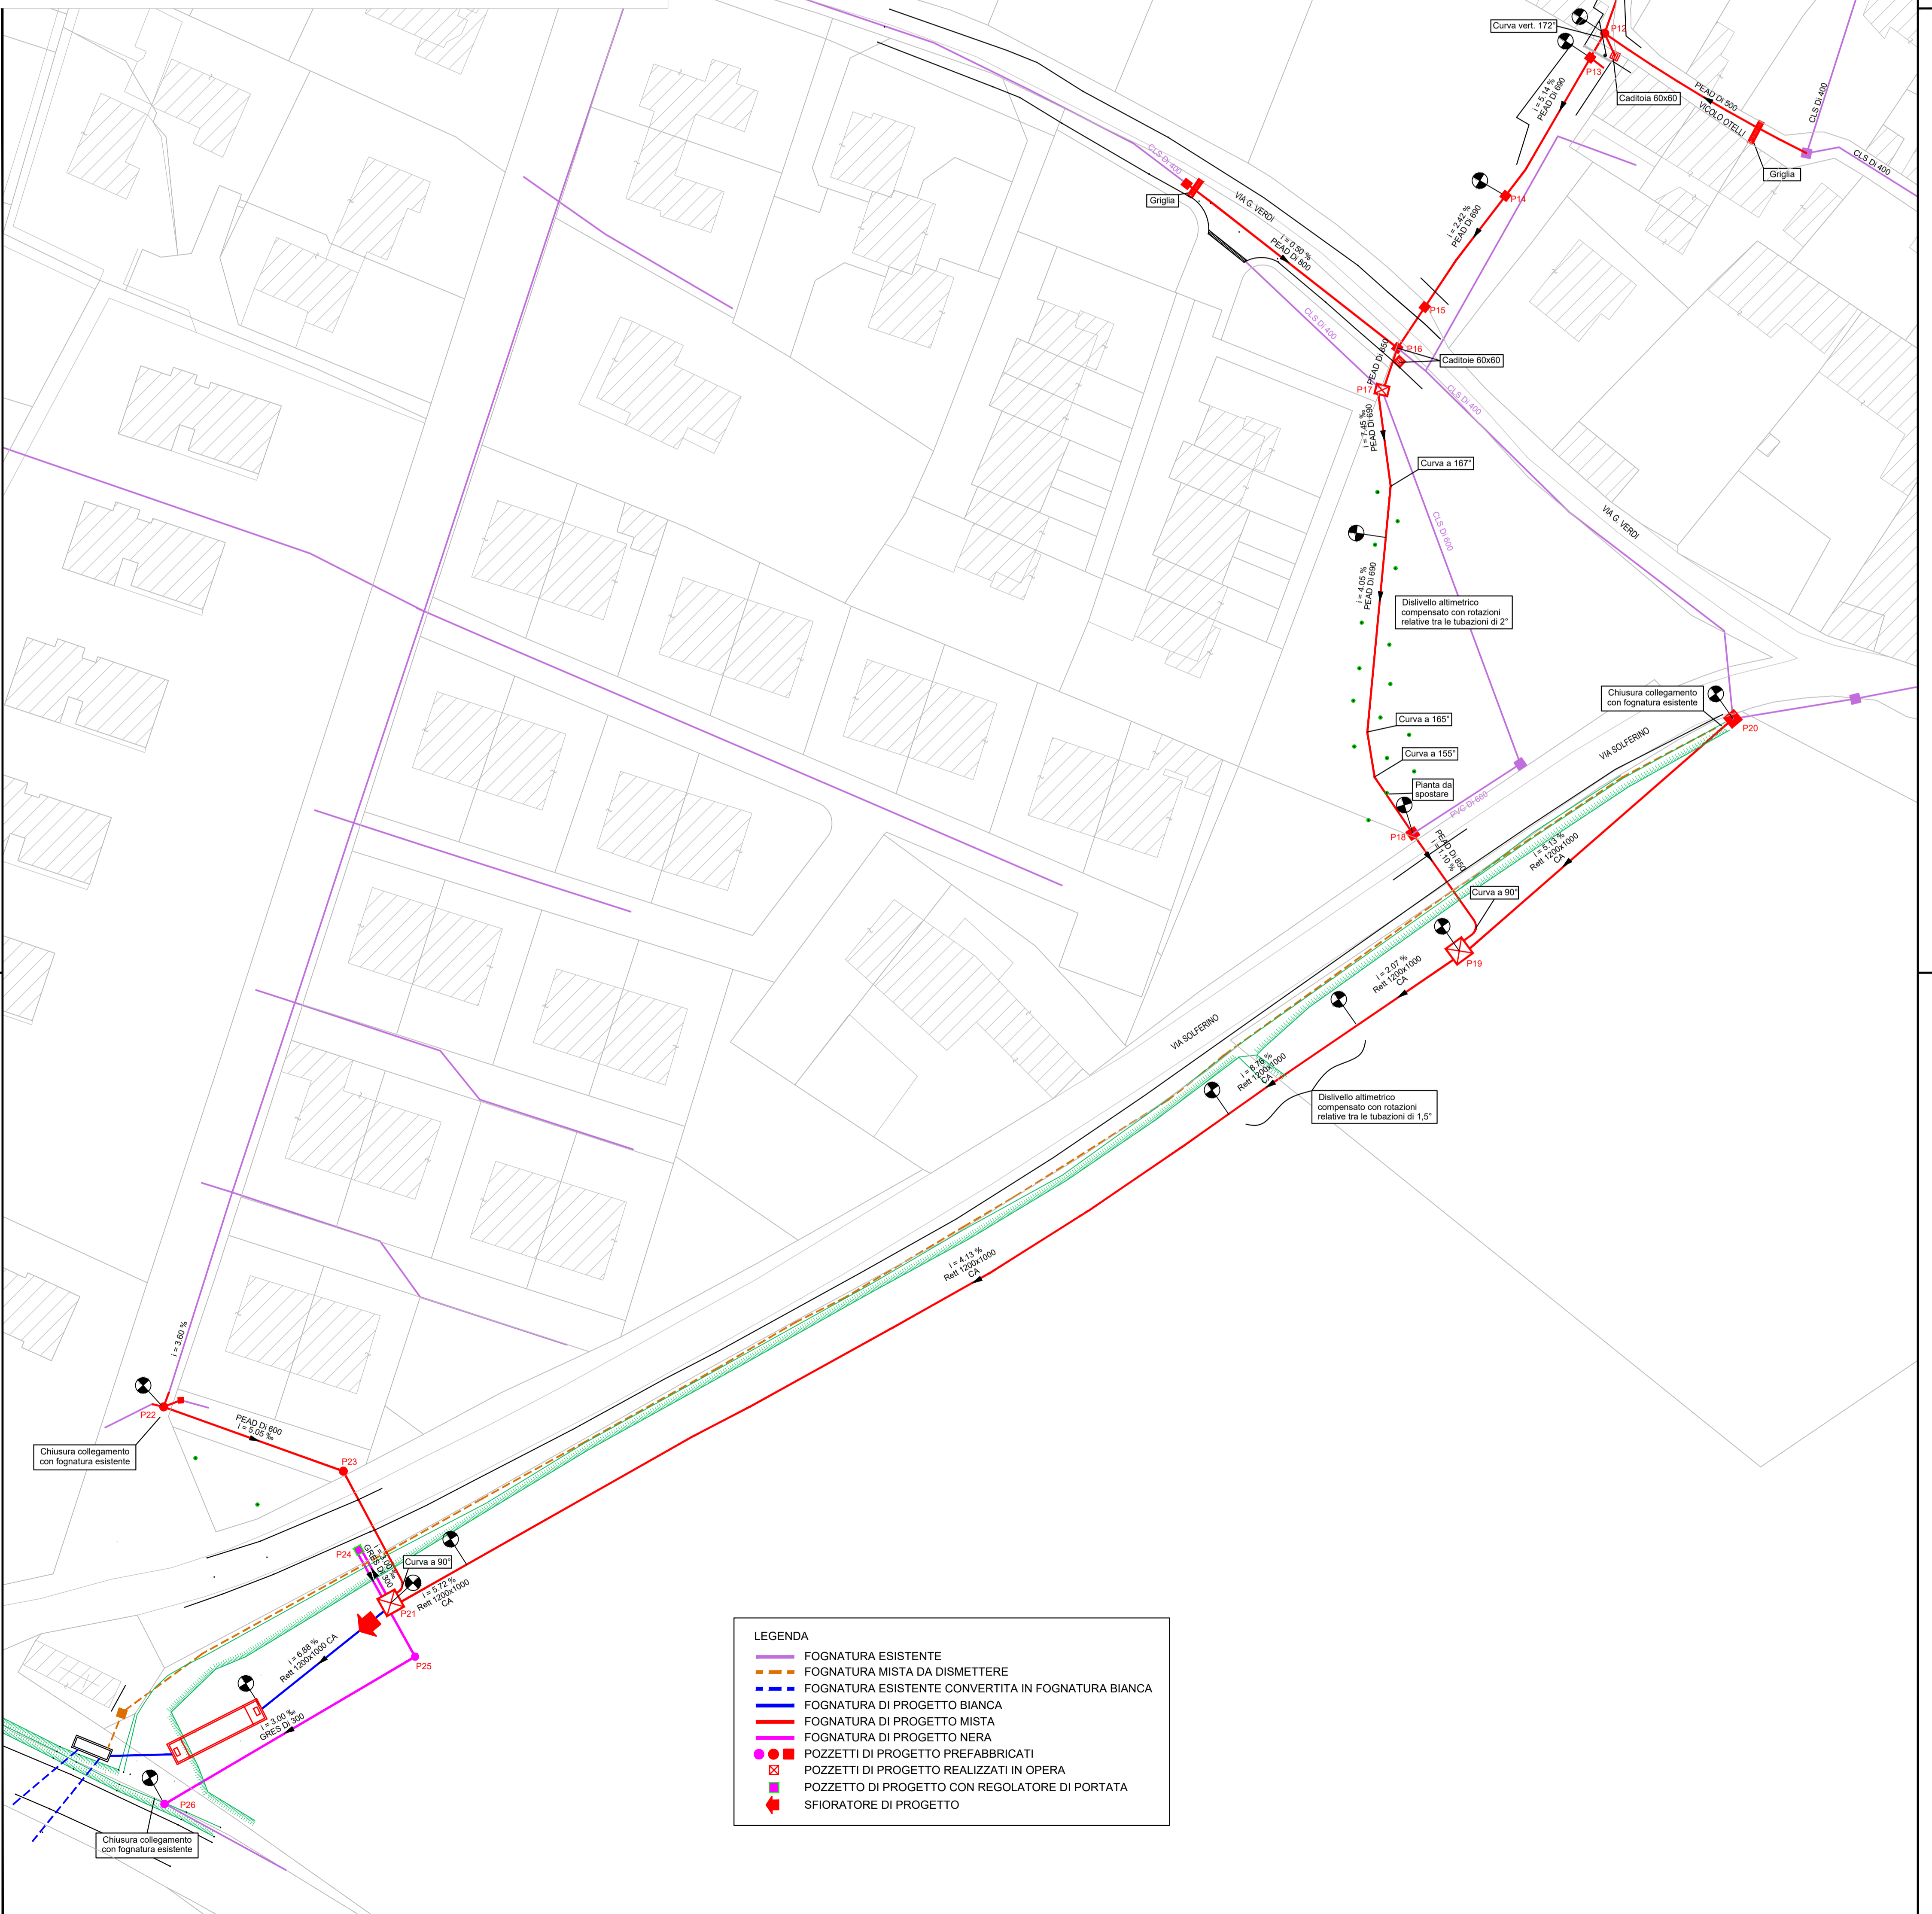 Curva vert. 172°
P12
P13
Caditoia 60x60
i = 5.14 %
PEAD Di 690
PEAD Di 500
VICOLO OTELLI
CLS Di 400
Griglia
CLS Di 400
CLS Di 400
Griglia
VIA G. VERDI
P14
i = 2.42 %
PEAD Di 690
i = 0.50 %
PEAD Di 800
P15
CLS Di 400
P16
Caditoie 60x60
PEAD Di 850
P17
CLS Di 400
i = 7.45 ‰
PEAD Di 690
Curva a 167°
CLS Di 600
VIA G. VERDI
i = 4.05 %
PEAD Di 690
Dislivello altimetrico
compensato con rotazioni
relative tra le tubazioni di 2°
Chiusura collegamento
con fognatura esistente
P20
Curva a 165°
VIA SOLFERINO
Curva a 155°
Pianta da
spostare
PVC Di 600
P18
PEAD Di 850
i = 1.10 %
i = 5.13 %
Rett 1200x1000
CA
Curva a 90°
P19
i = 2.07 %
Rett 1200x1000
CA
VIA SOLFERINO
i = 8.76 %
Rett 1200x1000
CA
Dislivello altimetrico
compensato con rotazioni
relative tra le tubazioni di 1,5°
i = 4.13 %
Rett 1200x1000
CA
i = 3.60 ‰
P22
PEAD Di 600
i = 5.05 ‰
Chiusura collegamento
con fognatura esistente
P23
P24
i = 3.00 ‰
GRES Di 300
Curva a 90°
i = 5.72 %
Rett 1200x1000
CA
P21
i = 6.88 %
Rett 1200x1000 CA
P25
i = 3.00 ‰
GRES Di 300
P26
Chiusura collegamento
con fognatura esistente
LEGENDA
FOGNATURA ESISTENTE
FOGNATURA MISTA DA DISMETTERE
FOGNATURA ESISTENTE CONVERTITA IN FOGNATURA BIANCA
FOGNATURA DI PROGETTO BIANCA
FOGNATURA DI PROGETTO MISTA
FOGNATURA DI PROGETTO NERA
POZZETTI DI PROGETTO PREFABBRICATI
POZZETTI DI PROGETTO REALIZZATI IN OPERA
POZZETTO DI PROGETTO CON REGOLATORE DI PORTATA
SFIORATORE DI PROGETTO